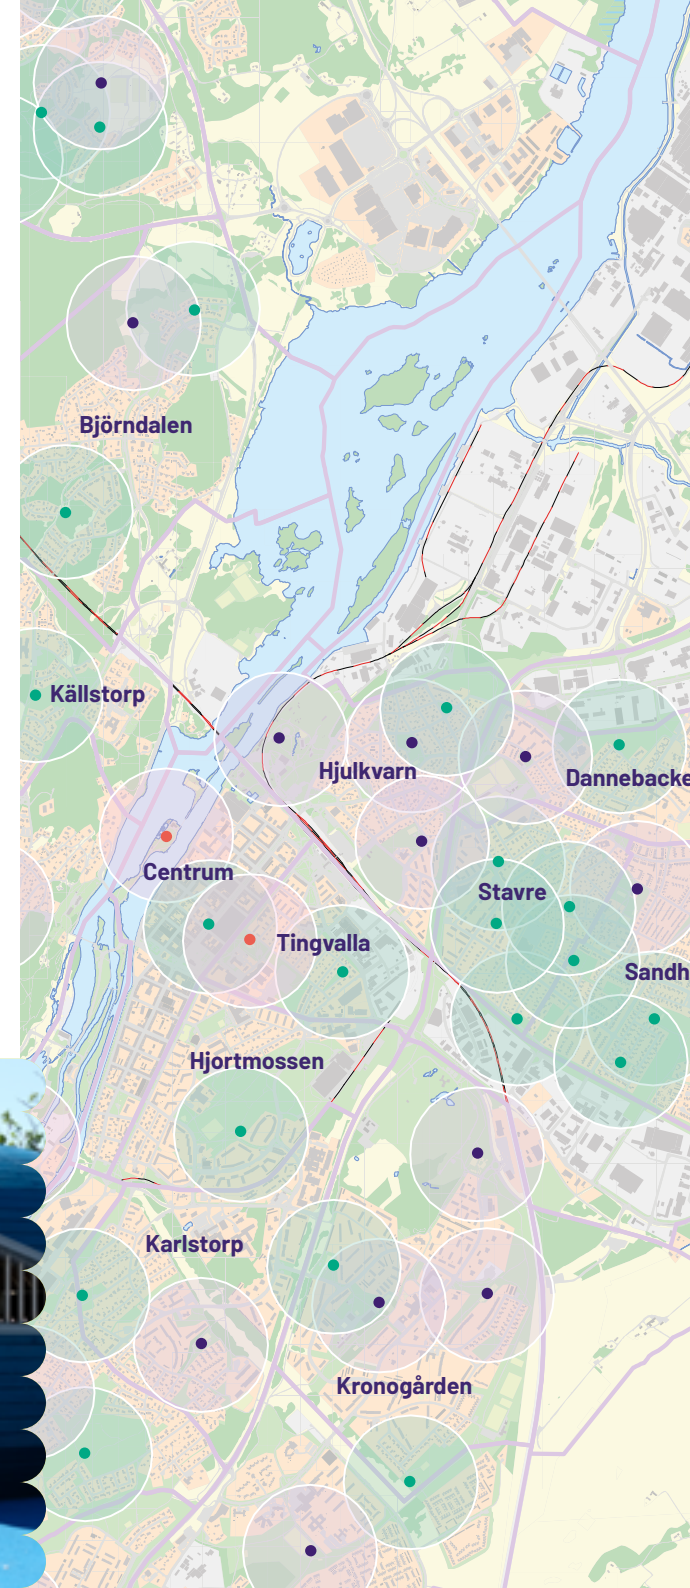 Björndalen
Källstorp
Hjulkvarn
Dannebacke
Centrum
Stavre
Tingvalla
Sandh
Hjortmossen
Karlstorp
Kronogården